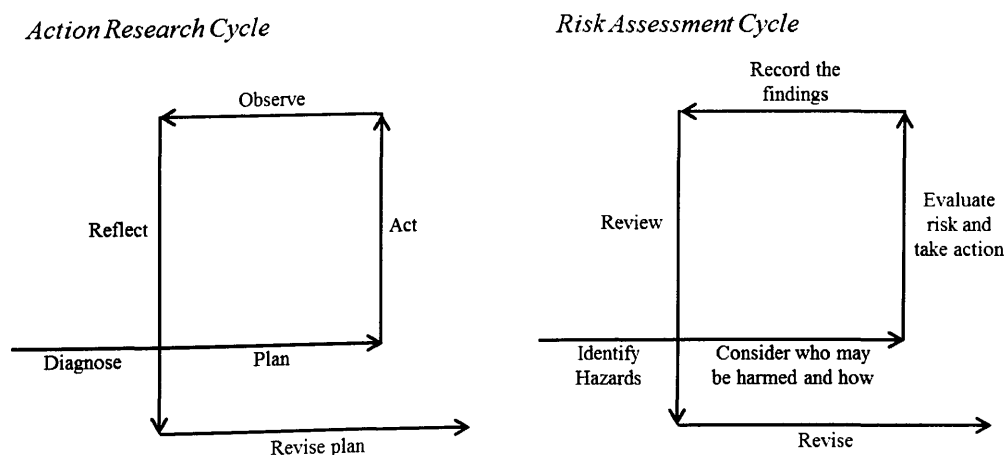 Action Research Cycle
Observe
Reflect
Act
Diagnose
Plan
Revise plan
Risk Assessment Cycle
Record the
findings
Review
Evaluate
risk and
take action
Identify
Hazards
Consider who may
be harmed and how
Revise